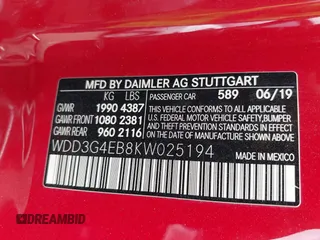 MFD BY DAIMLER AG STUTTGART
KG LBS PASSENGER CAR 589 06/19
GVWR 1990 4387
GAWR FRONT 1080 2381
GAWR REAR 960 2116
THIS VEHICLE CONFORMS TO ALL APPLICABLE
U.S. FEDERAL MOTOR VEHICLE SAFETY, BUMPER,
AND THEFT PREVENTION STANDARDS IN EFFECT
ON THE DATE OF MANUFACTURE SHOWN ABOVE.
WDD3G4EB8KW025194
MADE IN MEXICO
DREAMBID